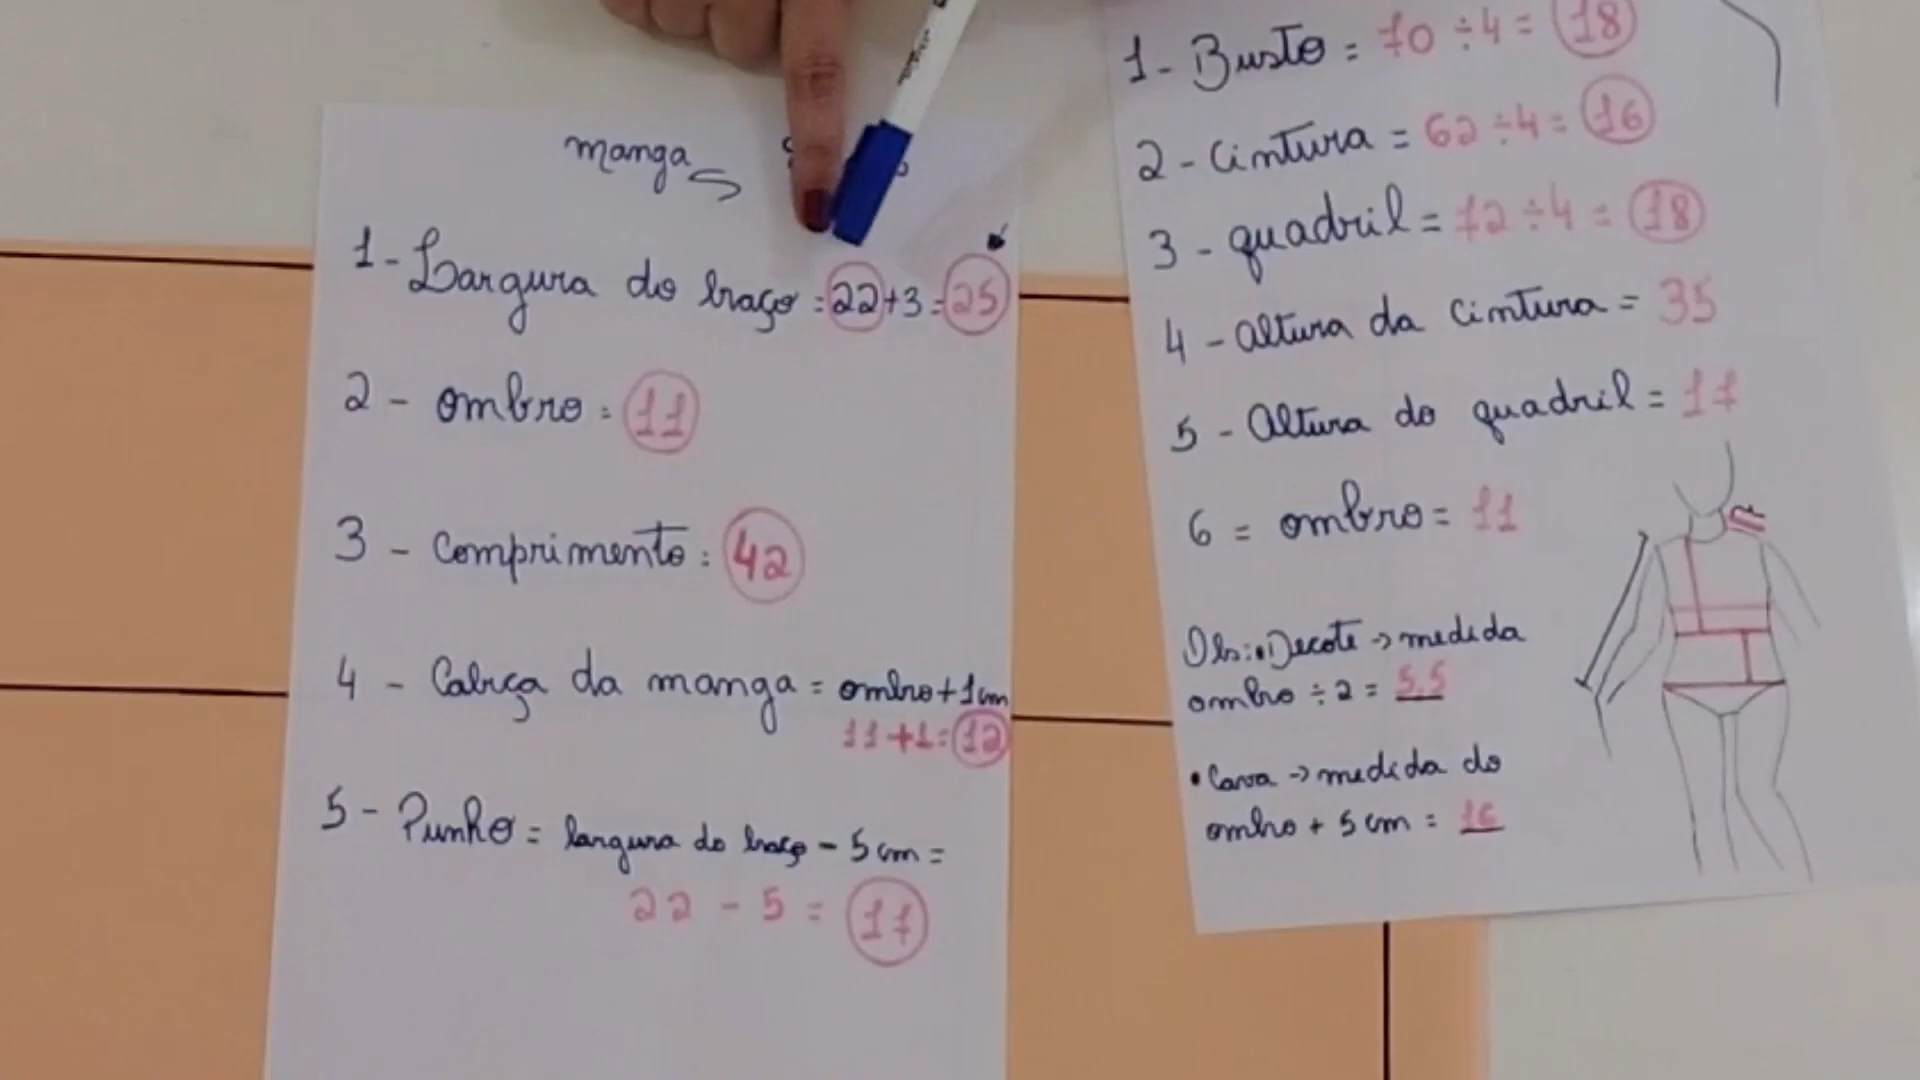 manga
1 - Largura do braço = 22 + 3 = 25
2 - ombro = 11
3 - Comprimento = 42
4 - Cabeça da manga = ombro + 1 cm
11 + 1 = 12
5 - Punho = largura do braço - 5 cm =
22 - 5 = 17
1 - Busto = 70 ÷ 4 = 18
2 - Cintura = 62 ÷ 4 = 16
3 - quadril = 72 ÷ 4 = 18
4 - Altura da cintura = 35
5 - Altura do quadril = 17
6 = ombro = 11
Obs: • Decote → medida
ombro ÷ 2 = 5,5
• Cava → medida do
ombro + 5 cm = 16